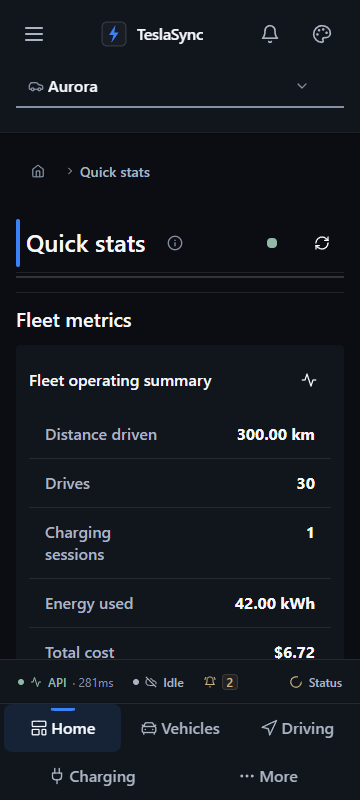 TeslaSync
Aurora
Quick stats
Quick stats
Fleet metrics
Fleet operating summary
Distance driven 300.00 km
Drives 30
Charging
sessions 1
Energy used 42.00 kWh
Total cost $6.72
API · 281ms Idle 2 Status
Home Vehicles Driving
Charging More